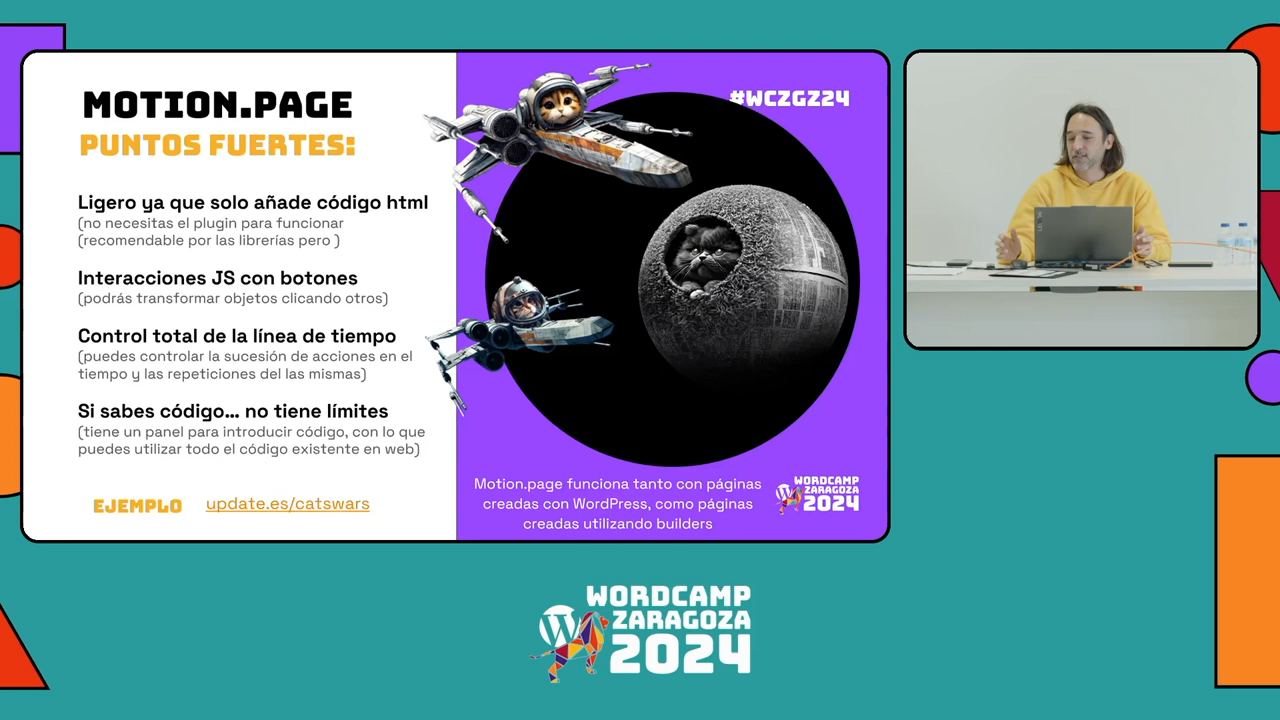 MOTION.PAGE
PUNTOS FUERTES:
Ligero ya que solo añade código html
(no necesitas el plugin para funcionar
(recomendable por las librerías pero )
Interacciones JS con botones
(podrás transformar objetos clicando otros)
Control total de la línea de tiempo
(puedes controlar la sucesión de acciones en el
tiempo y las repeticiones del las mismas)
Si sabes código... no tiene límites
(tiene un panel para introducir código, con lo que
puedes utilizar todo el código existente en web)
EJEMPLO update.es/catswars
#WCZGZ24
Motion.page funciona tanto con páginas
creadas con WordPress, como páginas
creadas utilizando builders
WORDCAMP
ZARAGOZA
2024
WORDCAMP
ZARAGOZA
2024